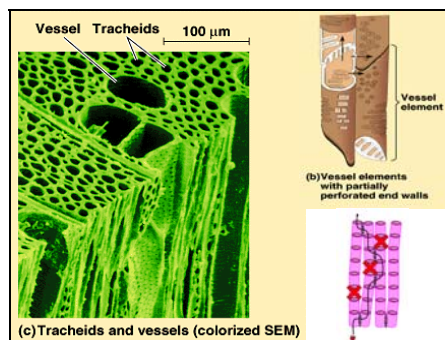 Vessel Tracheids
100 μm
(c)Tracheids and vessels (colorized SEM)
Vessel
element
(b)Vessel elements
with partially
perforated end walls